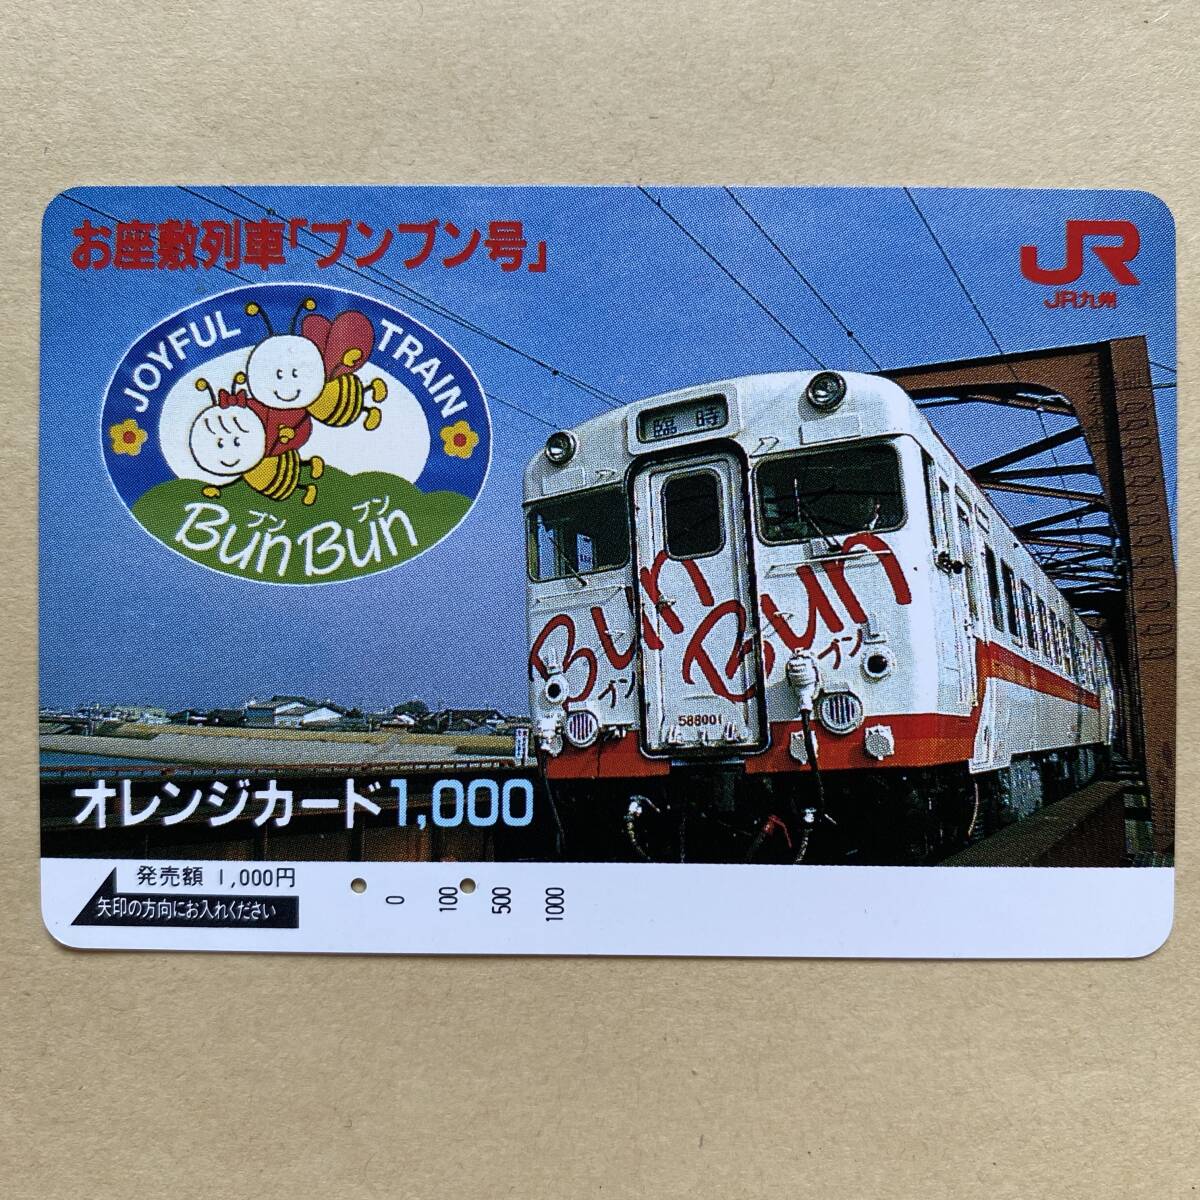 お座敷列車「ブンブン号」
JR
JR九州
JOYFUL TRAIN
ブン ブン
Bun Bun
臨時
Bun Bun
ブン ブン
588001
オレンジカード1,000
発売額 1,000円
矢印の方向にお入れください
0 100 500 1000